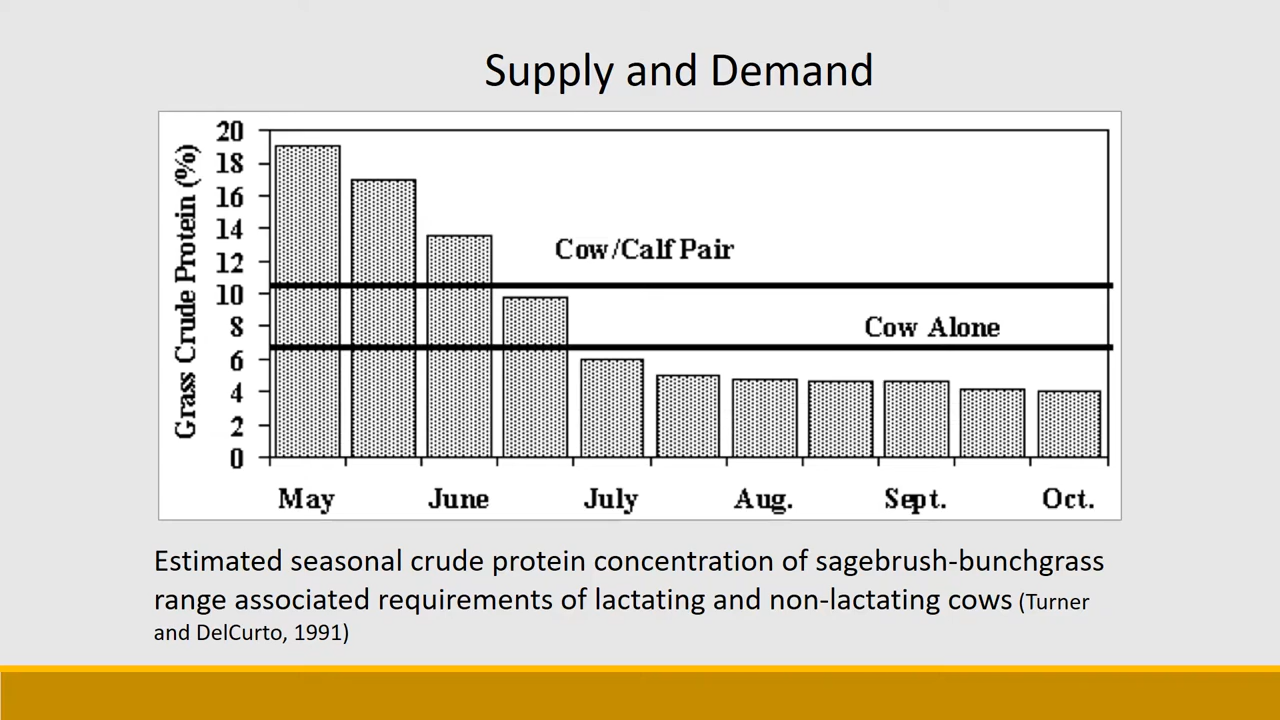 Supply and Demand
Grass Crude Protein (%)
20
18
16
14
12
10
8
6
4
2
0
Cow/Calf Pair
Cow Alone
May June July Aug. Sept. Oct.
Estimated seasonal crude protein concentration of sagebrush-bunchgrass
range associated requirements of lactating and non-lactating cows (Turner
and DelCurto, 1991)